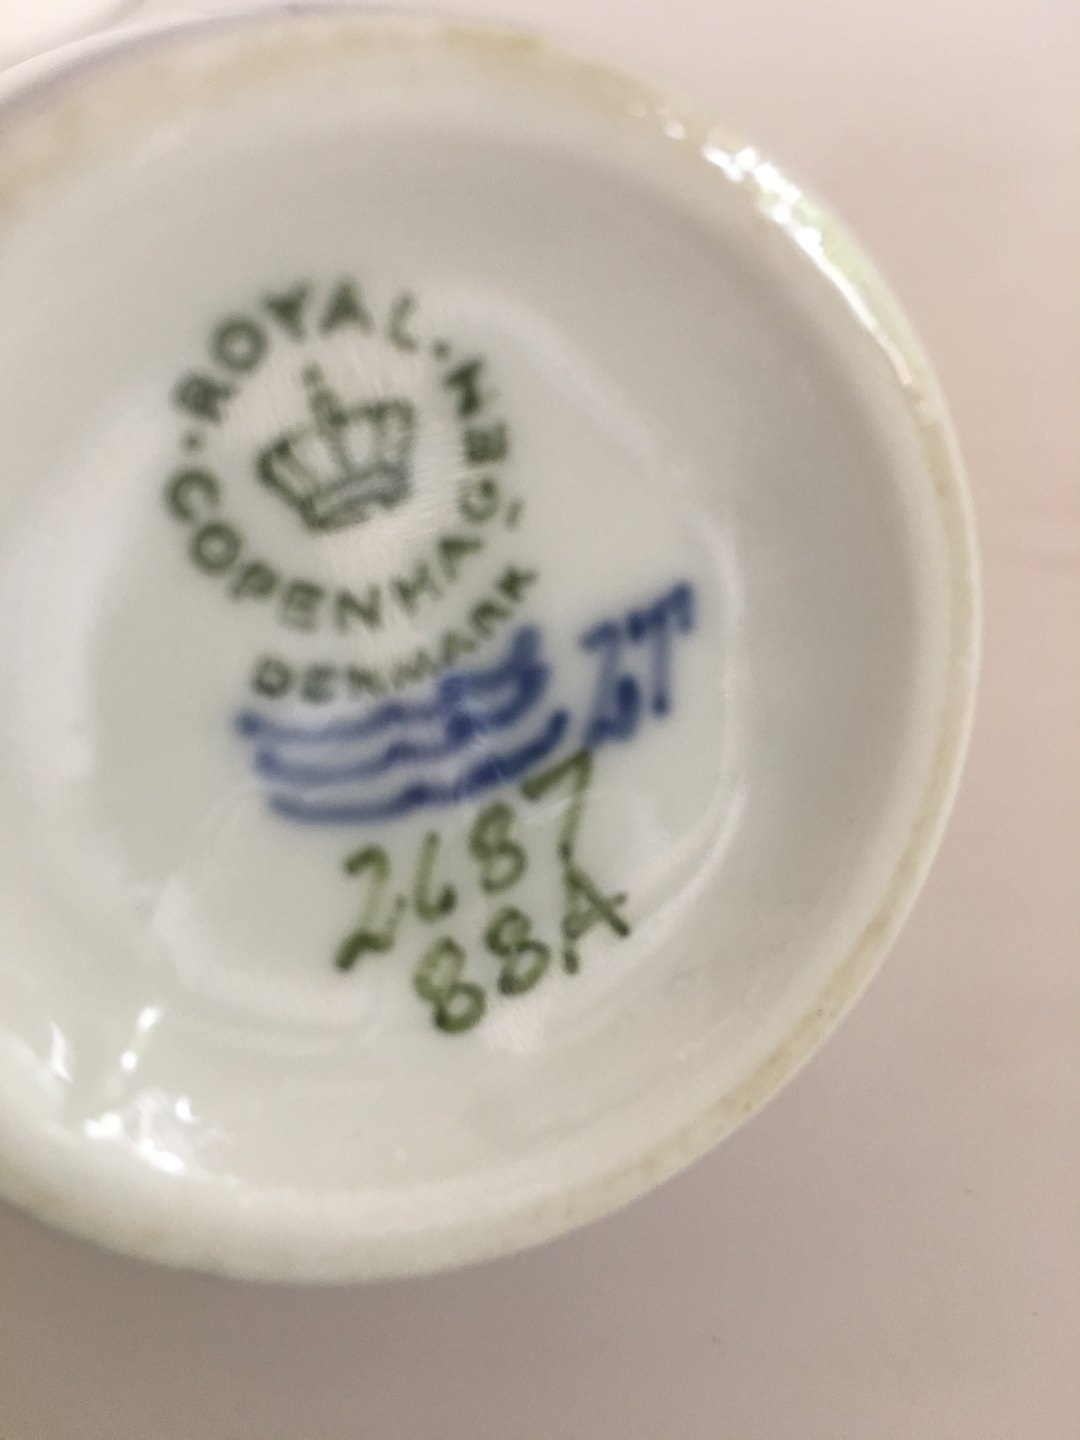 ROYAL
COPENHAGEN
DENMARK
2687
88A